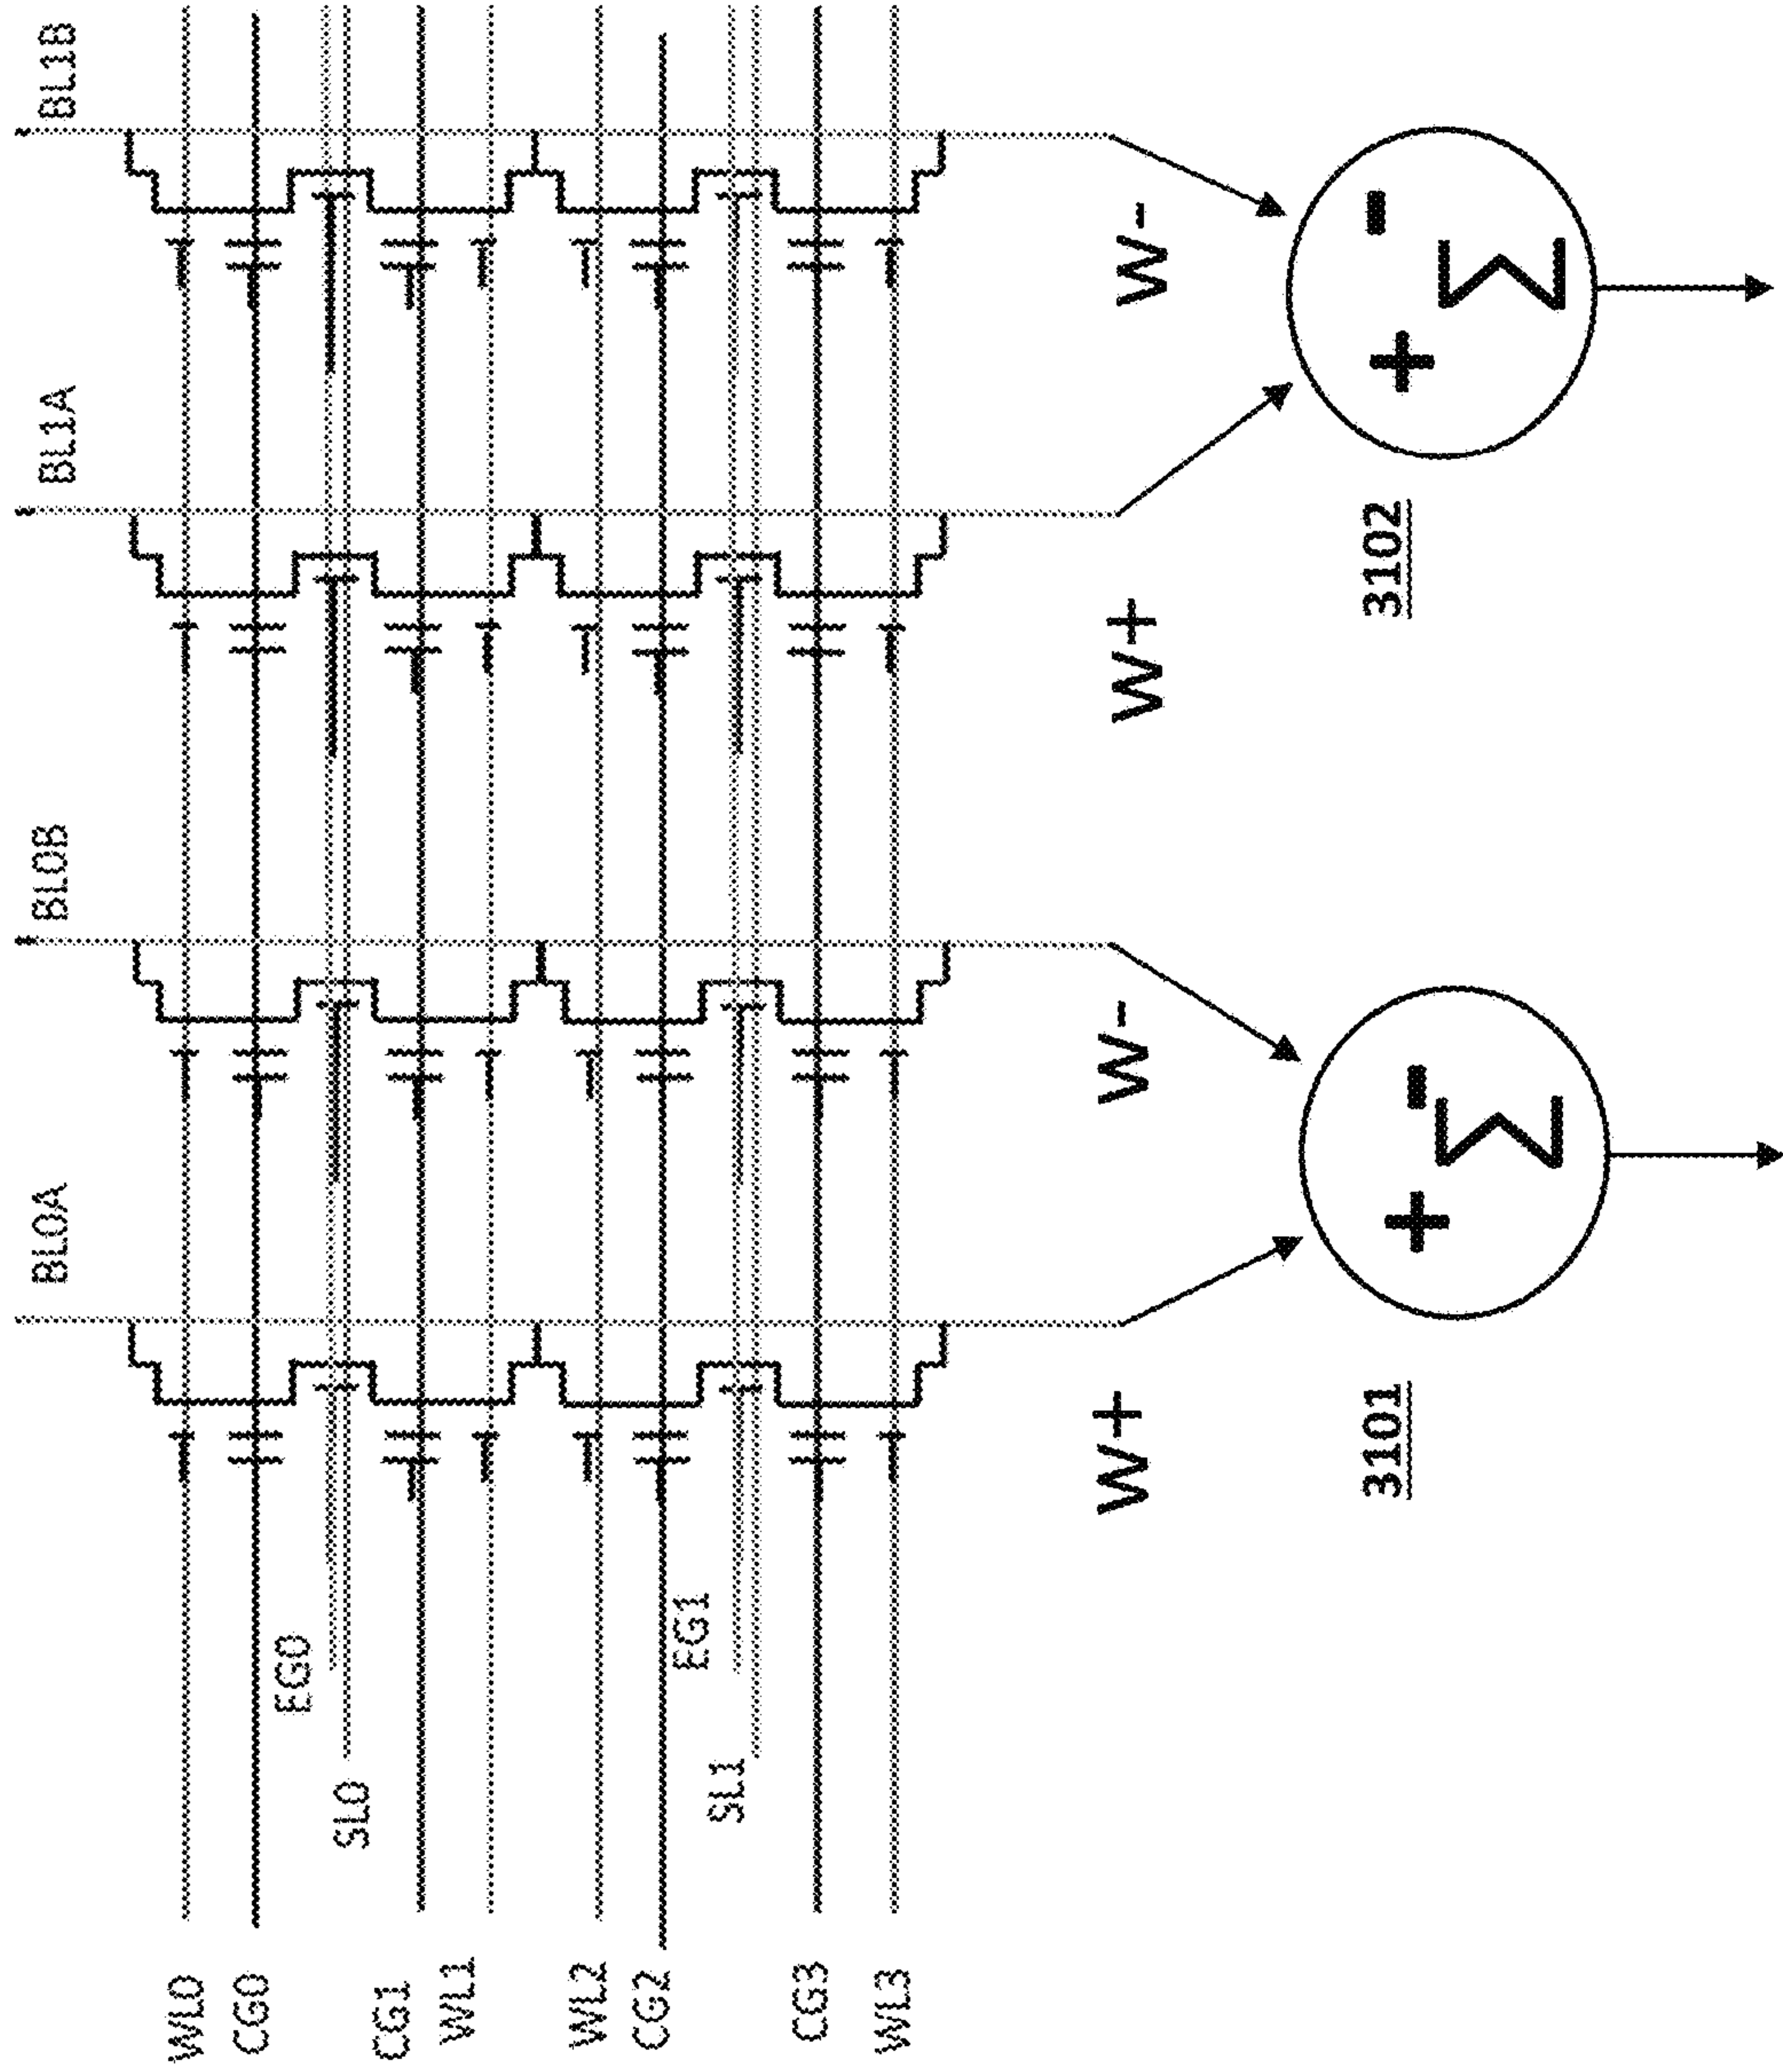 BL0A
BL0B
BL1A
BL1B
WL0
CG0
EG0
SL0
CG1
WL1
WL2
CG2
EG1
SL1
CG3
WL3
W+
W-
W+
W-
+ -
Σ
+ -
Σ
3101
3102